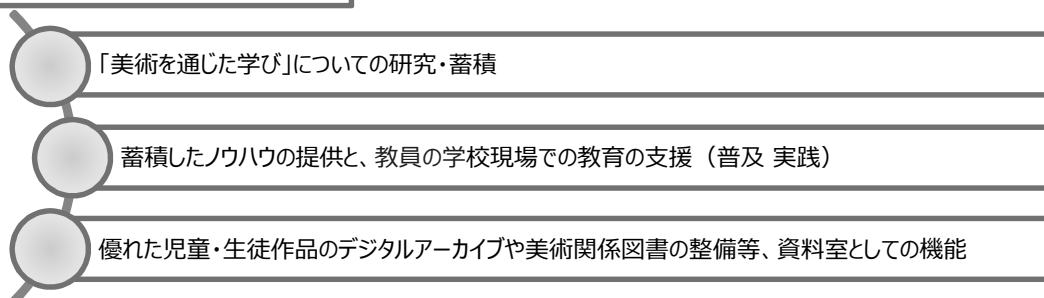 「美術を通じた学び」についての研究・蓄積
蓄積したノウハウの提供と、教員の学校現場での教育の支援（普及 実践）
優れた児童・生徒作品のデジタルアーカイブや美術関係図書の整備等、資料室としての機能